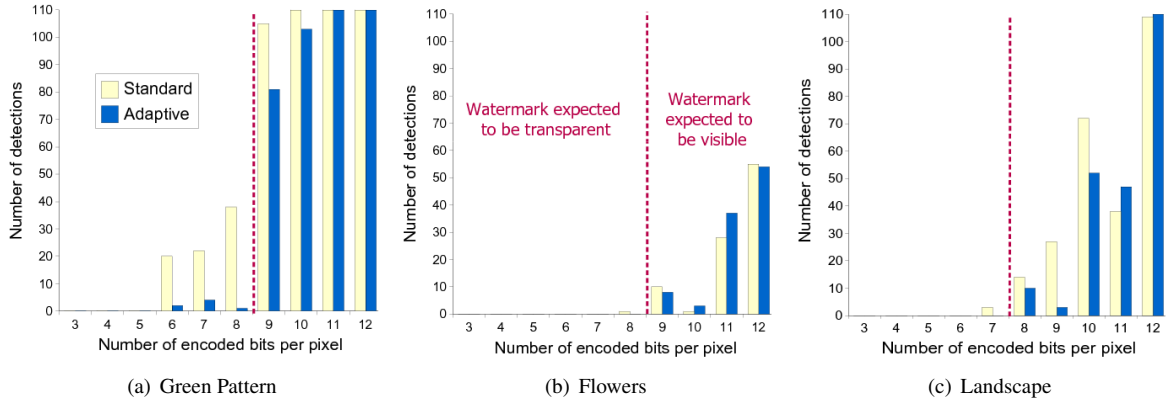 110
100
90
80
70
60
50
40
30
20
10
0
Number of detections
Standard
Adaptive
3 4 5 6 7 8 9 10 11 12
Number of encoded bits per pixel
(a) Green Pattern
110
100
90
80
70
60
50
40
30
20
10
0
Number of detections
Watermark expected
to be transparent
Watermark
expected to
be visible
3 4 5 6 7 8 9 10 11 12
Number of encoded bits per pixel
(b) Flowers
110
100
90
80
70
60
50
40
30
20
10
0
Number of detections
3 4 5 6 7 8 9 10 11 12
Number of encoded bits per pixel
(c) Landscape